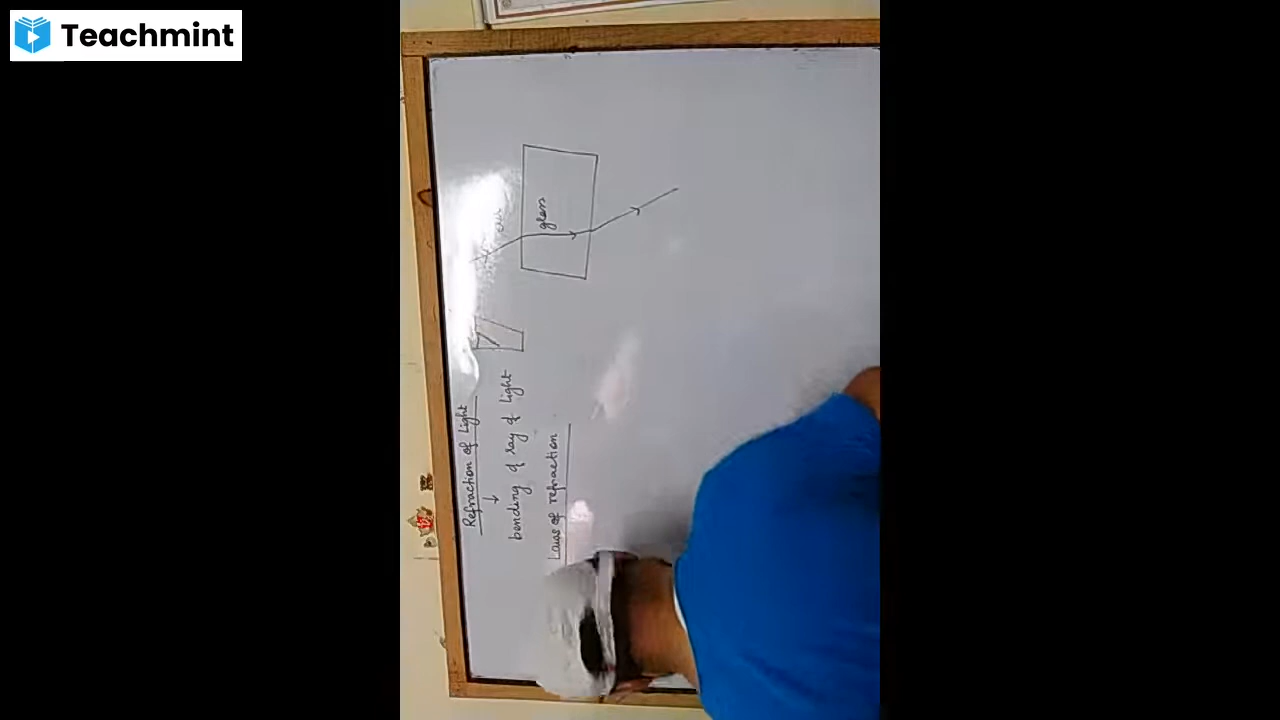 Teachmint
Refraction of Light
↓
bending of ray of Light
Laws of refraction
air
glass